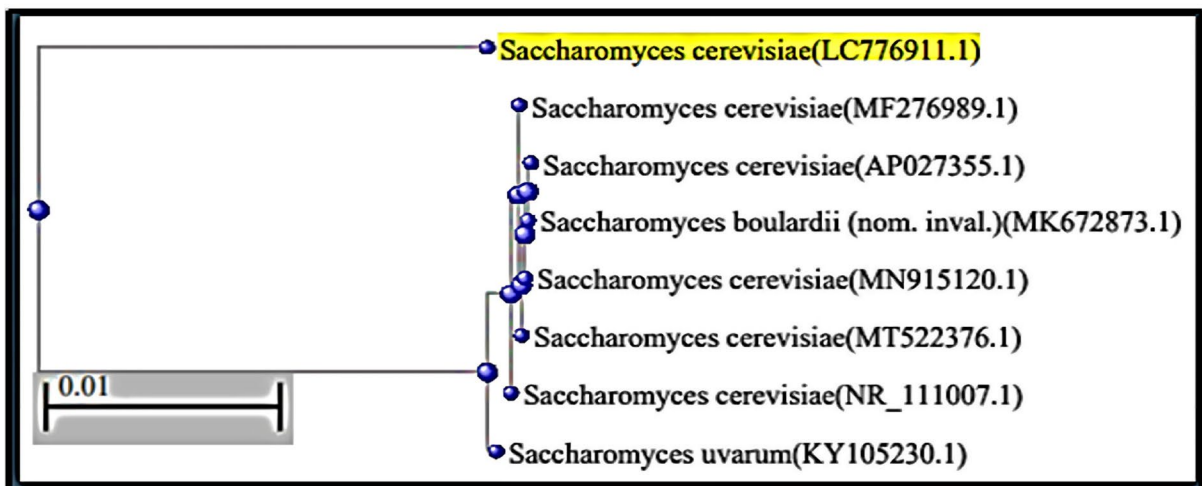 Saccharomyces cerevisiae(LC776911.1)
Saccharomyces cerevisiae(MF276989.1)
Saccharomyces cerevisiae(AP027355.1)
Saccharomyces boulardii (nom. inval.)(MK672873.1)
Saccharomyces cerevisiae(MN915120.1)
Saccharomyces cerevisiae(MT522376.1)
0.01
Saccharomyces cerevisiae(NR_111007.1)
Saccharomyces uvarum(KY105230.1)